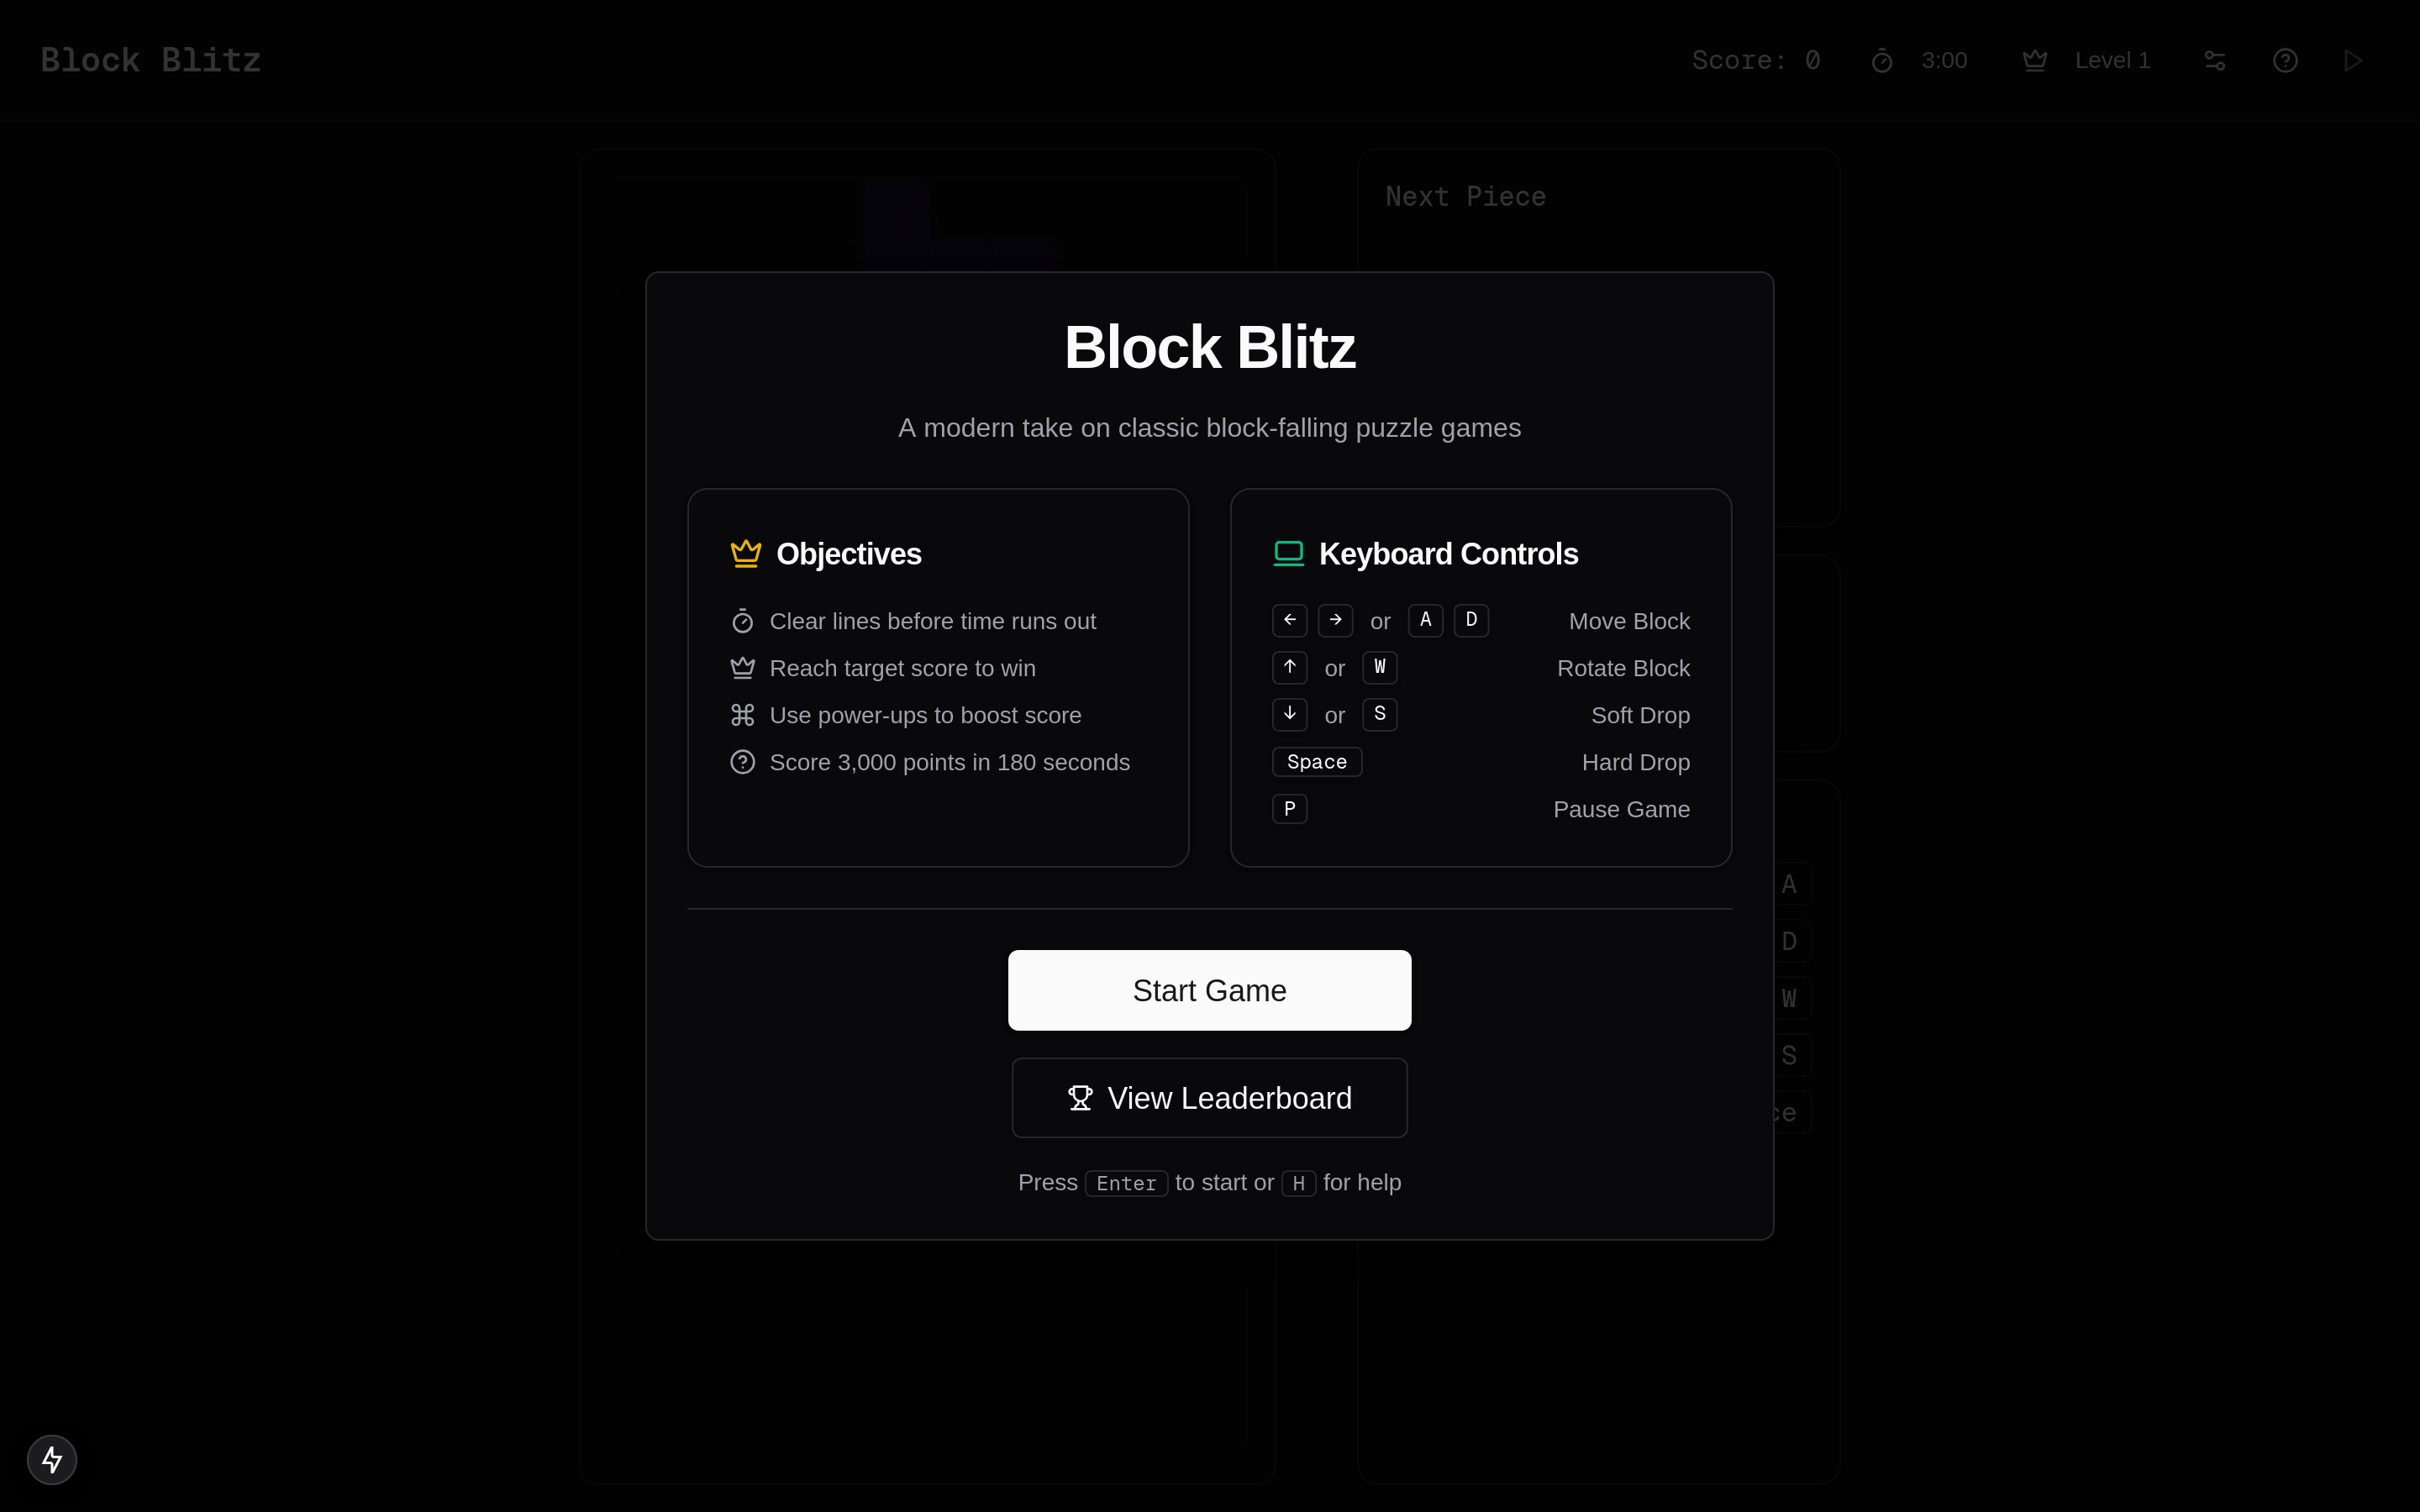 Block Blitz
Score: 0 3:00 Level 1
Next Piece
Block Blitz
A modern take on classic block-falling puzzle games
Objectives
Clear lines before time runs out
Reach target score to win
Use power-ups to boost score
Score 3,000 points in 180 seconds
Keyboard Controls
← → or A D Move Block
↑ or W Rotate Block
↓ or S Soft Drop
Space Hard Drop
P Pause Game
A
D
W
S
ce
Start Game
View Leaderboard
Press Enter to start or H for help